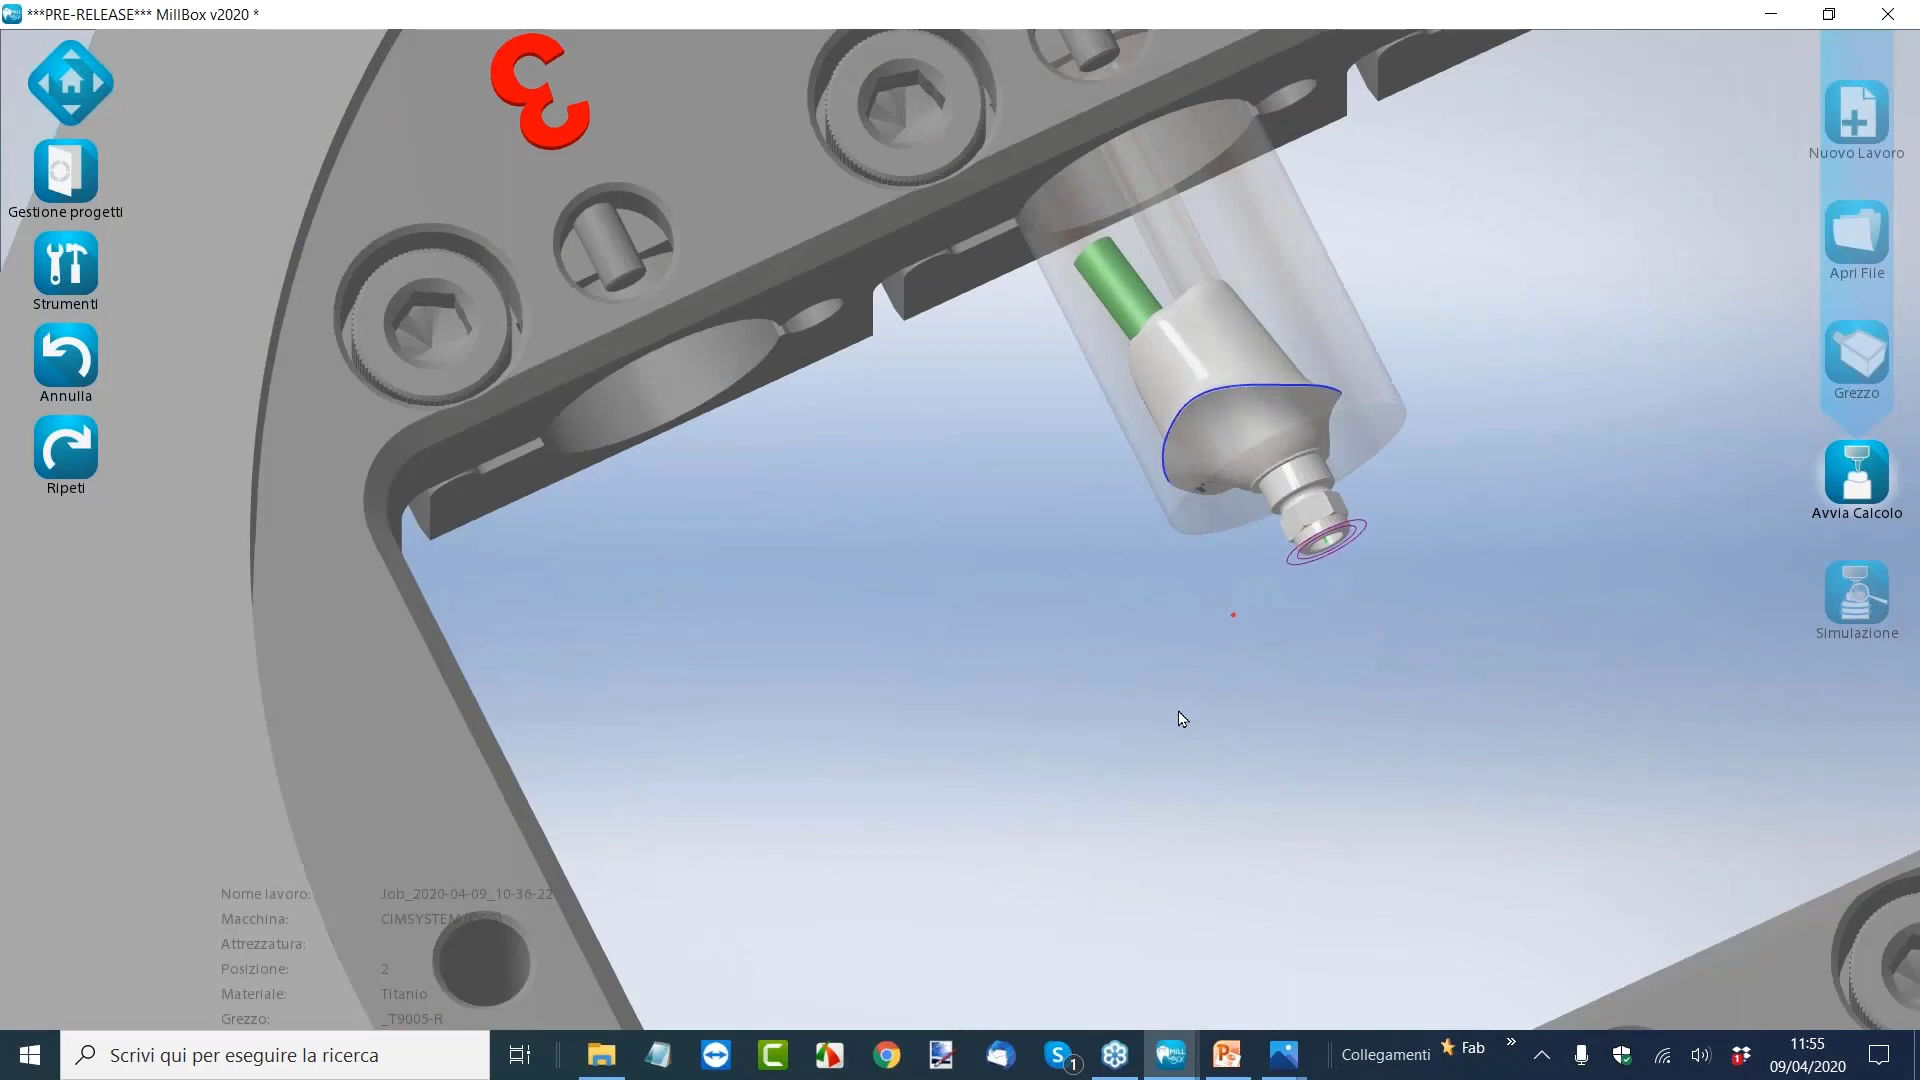 ***PRE-RELEASE*** MillBox v2020 *
3
Gestione progetti
Strumenti
Annulla
Ripeti
Nuovo Lavoro
Apri File
Grezzo
Avvia Calcolo
Simulazione
Nome lavoro: Job_2020-04-09_10-36-22
Macchina: CIMSYSTEM
Attrezzatura:
Posizione: 2
Materiale: Titanio
Grezzo: _T9005-R
Scrivi qui per eseguire la ricerca
Collegamenti
Fab
11:55
09/04/2020